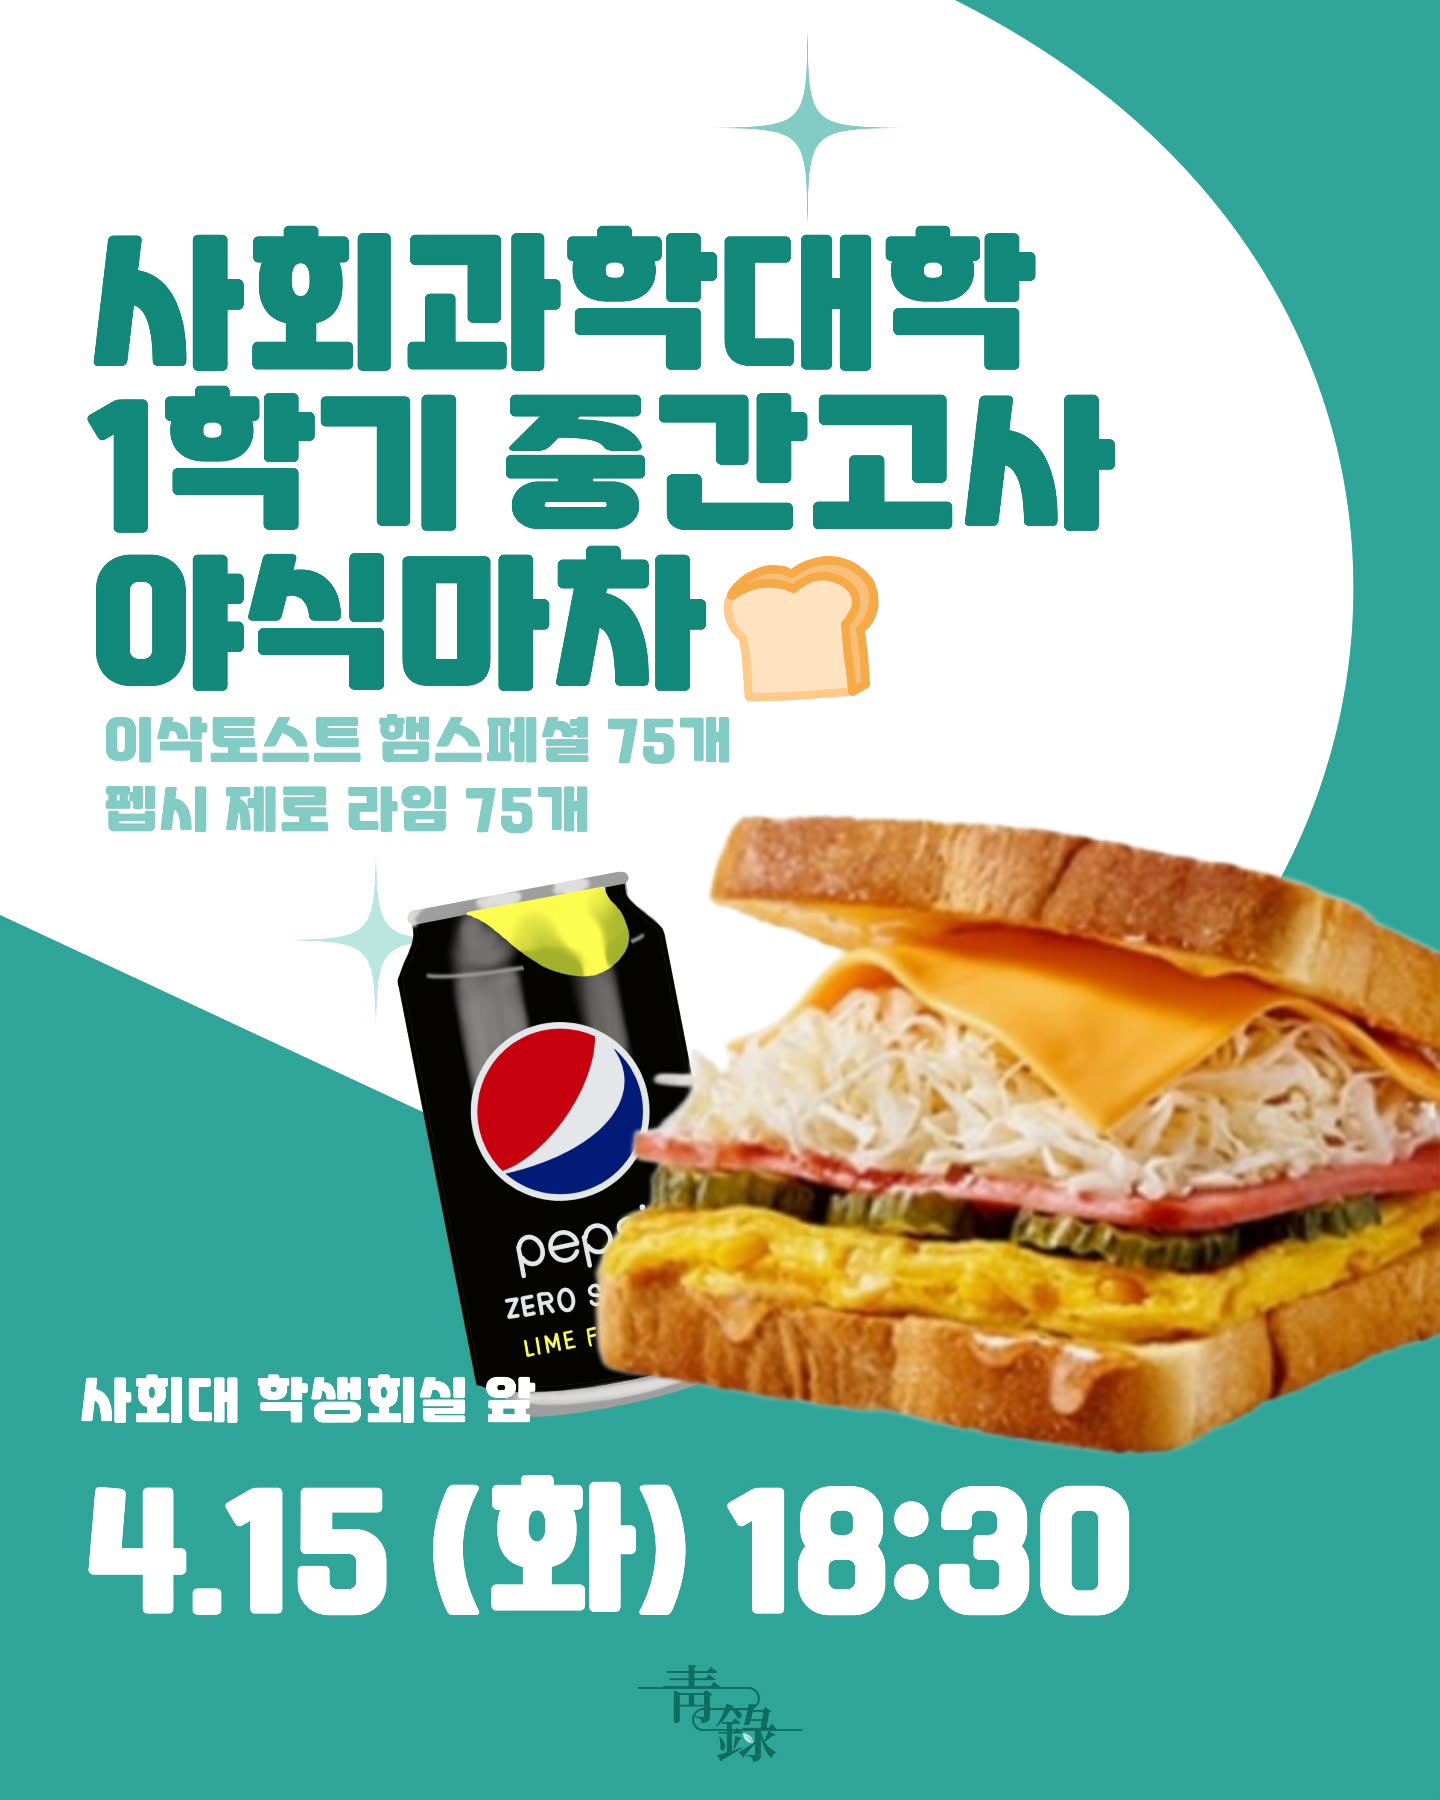 사회과학대학
1학기 중간고사
야식마차
이삭토스트 햄스페셜 75개
펩시 제로 라임 75개
pepsi
ZERO S
LIME F
사회대 학생회실 앞
4.15 (화) 18:30
靑
錄